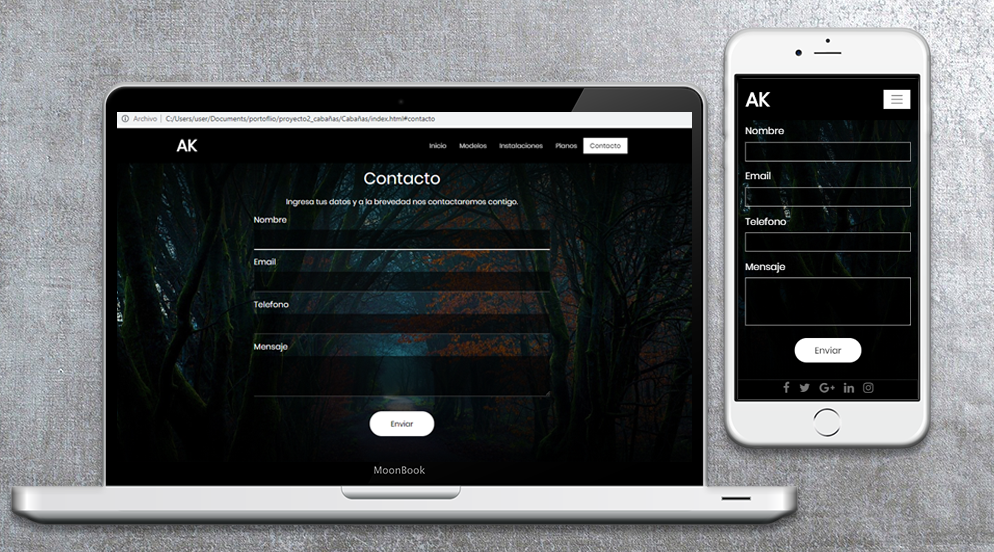 Archivo | C:/Users/user/Documents/portoflio/proyecto2_cabañas/Cabañas/index.html#contacto
AK
Inicio Modelos Instalaciones Planos Contacto
Contacto
Ingresa tus datos y a la brevedad nos contactaremos contigo.
Nombre
Email
Telefono
Mensaje
Enviar
MoonBook
AK
Nombre
Email
Telefono
Mensaje
Enviar